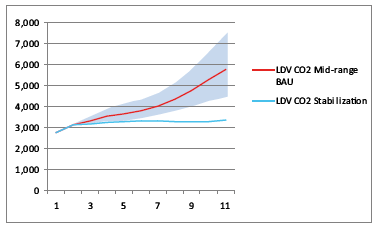 8,000
7,000
6,000
5,000
4,000
3,000
2,000
1,000
0
1 3 5 7 9 11
LDV CO2 Mid-range
BAU
LDV CO2 Stabilization